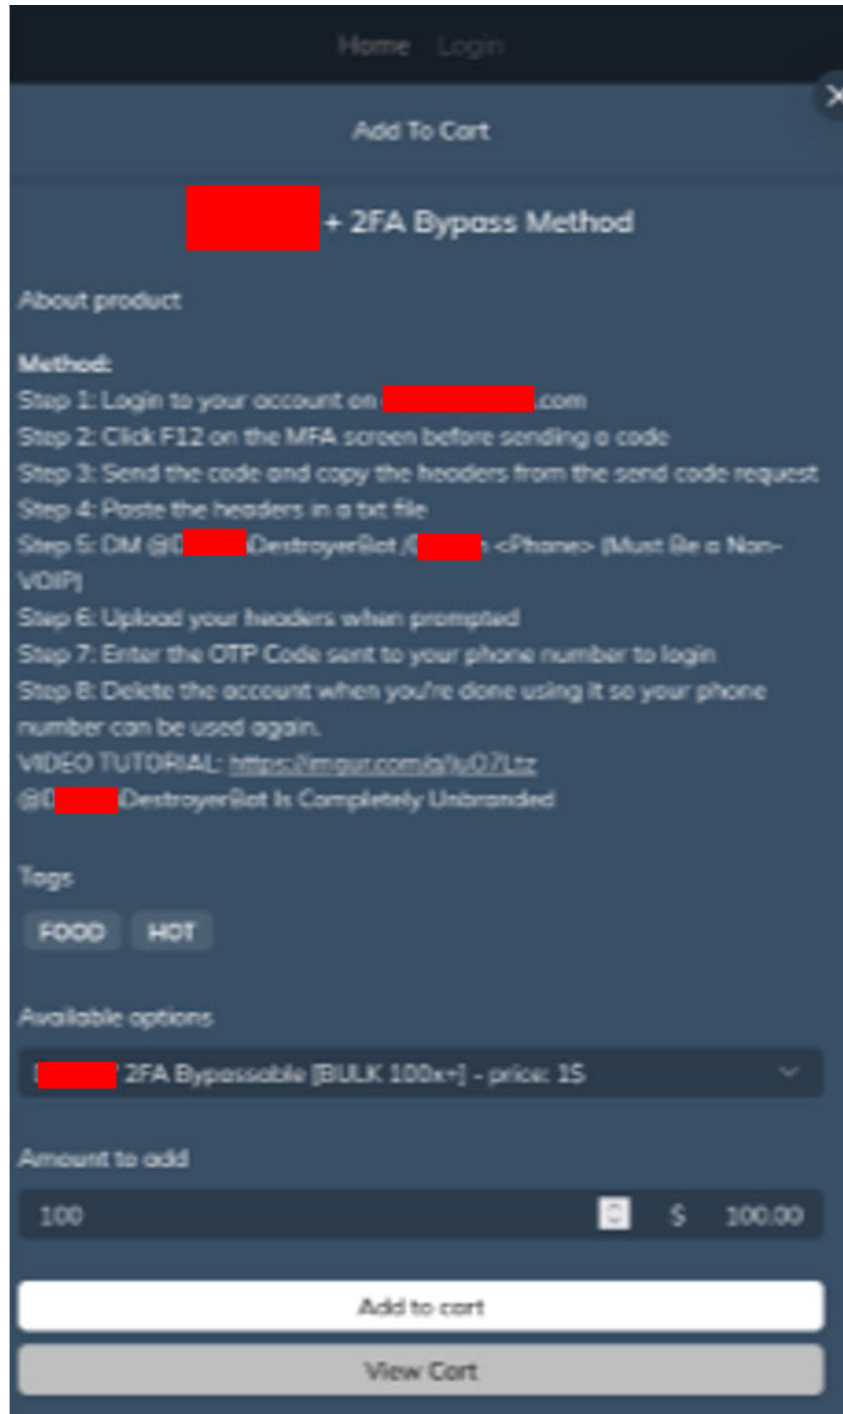 Home Login
Add To Cart
+ 2FA Bypass Method
About product
Method:
Step 1: Login to your account on .com
Step 2: Click F12 on the MFA screen before sending a code
Step 3: Send the code and copy the headers from the send code request
Step 4: Paste the headers in a txt file
Step 5: DM @D DestroyerBot / n <Phone> (Must Be a Non-
VOIP)
Step 6: Upload your headers when prompted
Step 7: Enter the OTP Code sent to your phone number to login
Step 8: Delete the account when you're done using it so your phone
number can be used again.
VIDEO TUTORIAL:
@D DestroyerBot Is Completely Unbranded
Tags
FOOD HOT
Available options
2FA Bypassable [BULK 100x+] - price: 1$
Amount to add
100 $ 100.00
Add to cart
View Cart